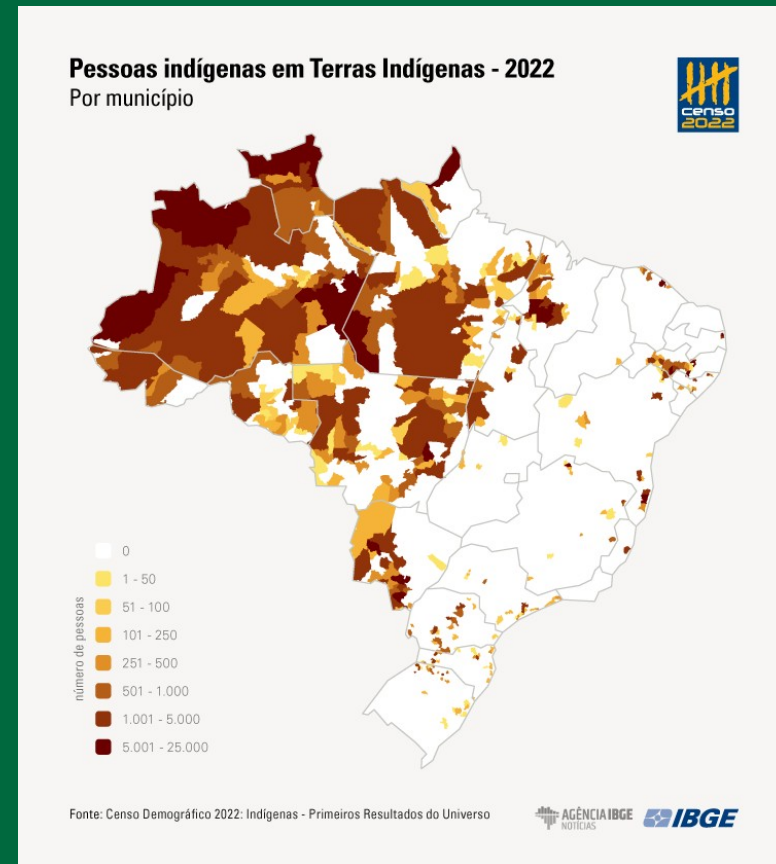 Pessoas indígenas em Terras Indígenas - 2022
Por município
censo
2022
número de pessoas
0
1 - 50
51 - 100
101 - 250
251 - 500
501 - 1.000
1.001 - 5.000
5.001 - 25.000
Fonte: Censo Demográfico 2022: Indígenas - Primeiros Resultados do Universo
AGÊNCIA IBGE
NOTÍCIAS
IBGE